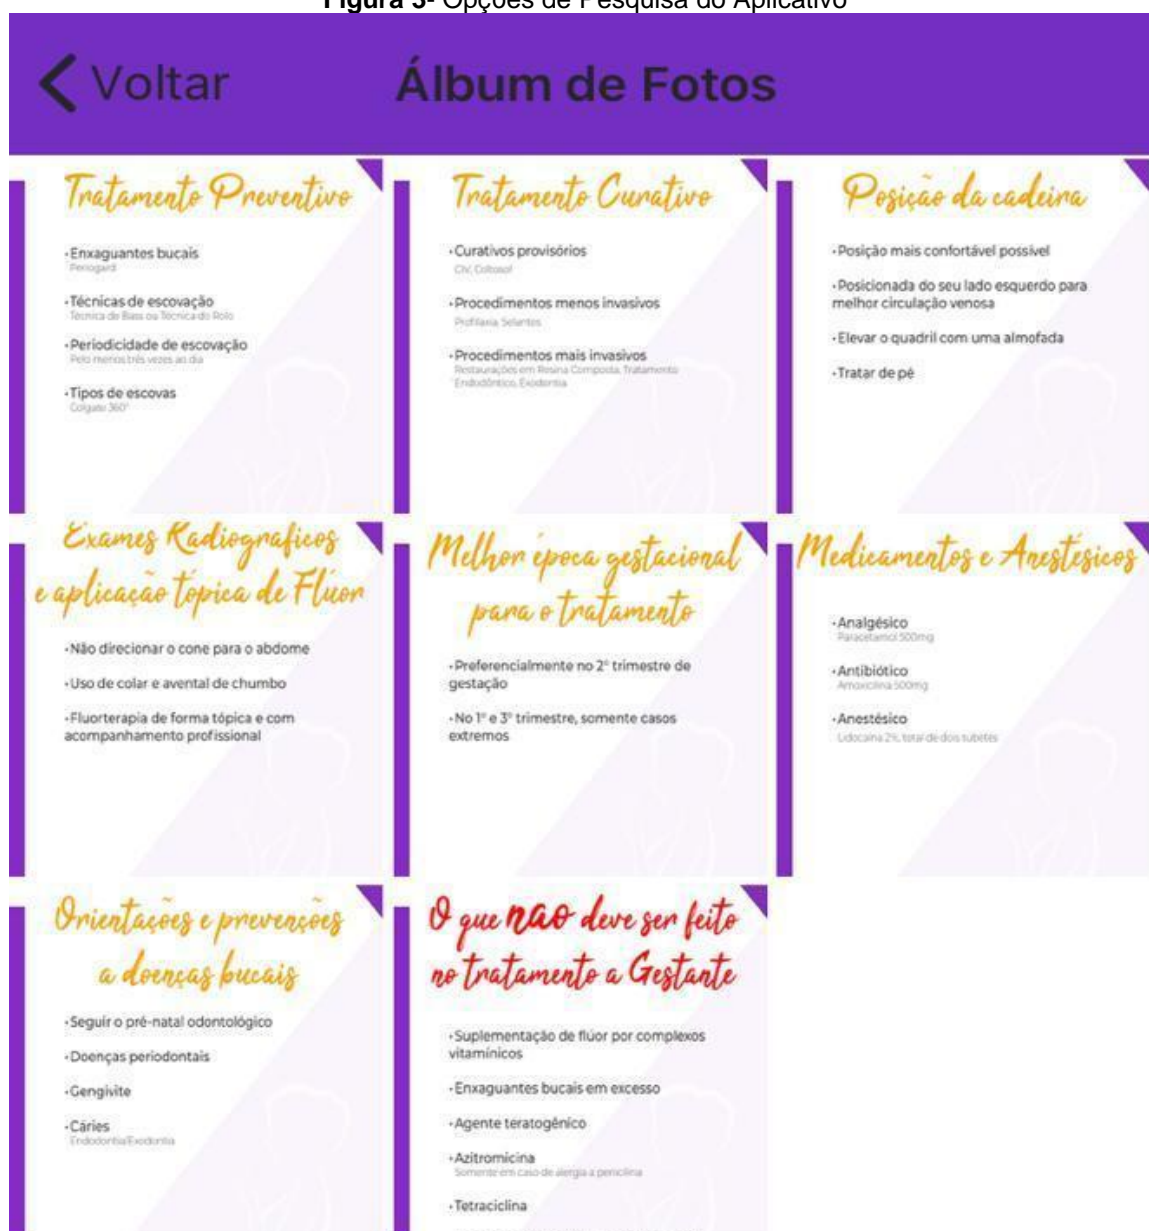 Figura 3- Opções de Pesquisa do Aplicativo
Voltar
Álbum de Fotos
Tratamento Preventivo
•Enxaguantes bucais
Periogard
•Técnicas de escovação
Técnica de Bass ou Técnica do Rolo
•Periodicidade de escovação
Pelo menos três vezes ao dia
•Tipos de escovas
Colgate 360°
Tratamento Curativo
•Curativos provisórios
CIV, Coltosol
•Procedimentos menos invasivos
Profilaxia, Selantes
•Procedimentos mais invasivos
Restaurações em Resina Composta, Tratamento
Endodôntico, Exodontia
Posição da cadeira
•Posição mais confortável possivel
•Posicionada do seu lado esquerdo para
melhor circulação venosa
•Elevar o quadril com uma almofada
•Tratar de pé
Exames Radiograficos
e aplicação tópica de Flúor
•Não direcionar o cone para o abdome
•Uso de colar e avental de chumbo
•Fluorterapia de forma tópica e com
acompanhamento profissional
Melhor época gestacional
para o tratamento
•Preferencialmente no 2° trimestre de
gestação
•No 1° e 3° trimestre, somente casos
extremos
Medicamentos e Anestésicos
•Analgésico
Paracetamol 500mg
•Antibiótico
Amoxicilina 500mg
•Anestésico
Lidocaína 2%, total de dois tubetes
Orientações e prevenções
a doenças bucais
•Seguir o pré-natal odontológico
•Doenças periodontais
•Gengivite
•Cáries
Endodontia/Exodontia
O que nao deve ser feito
no tratamento a Gestante
•Suplementação de flúor por complexos
vitamínicos
•Enxaguantes bucais em excesso
•Agente teratogênico
•Azitromicina
Somente em caso de alergia a penicilina
•Tetraciclina